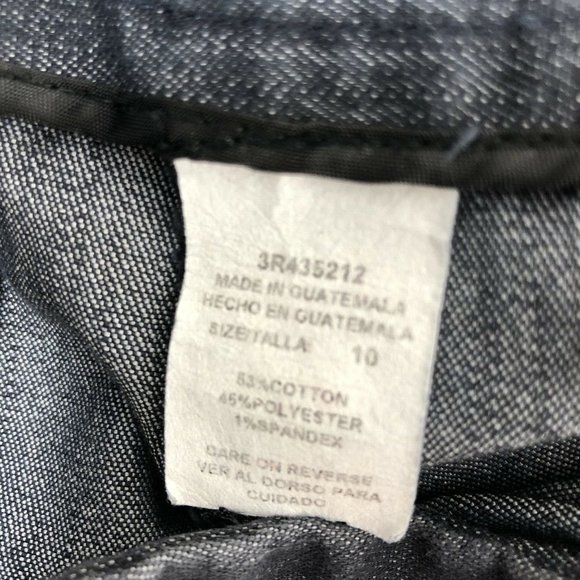 3R435212
MADE IN GUATEMALA
HECHO EN GUATEMALA
SIZE/TALLA: 10
53%COTTON
46%POLYESTER
1%SPANDEX
CARE ON REVERSE
VER AL DORSO PARA
CUIDADO